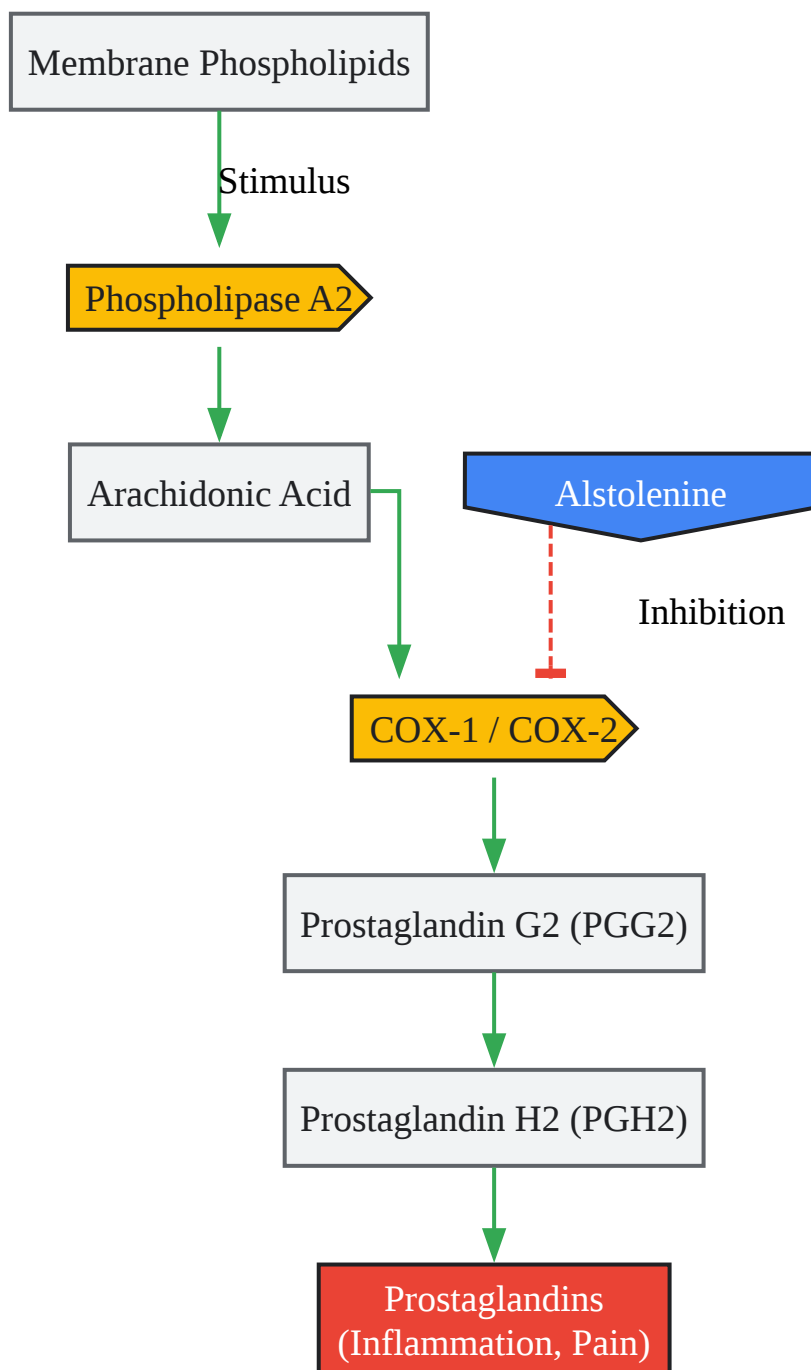 Membrane Phospholipids
Stimulus
Phospholipase A2
Arachidonic Acid
Alstolenine
Inhibition
COX-1 / COX-2
Prostaglandin G2 (PGG2)
Prostaglandin H2 (PGH2)
Prostaglandins
(Inflammation, Pain)